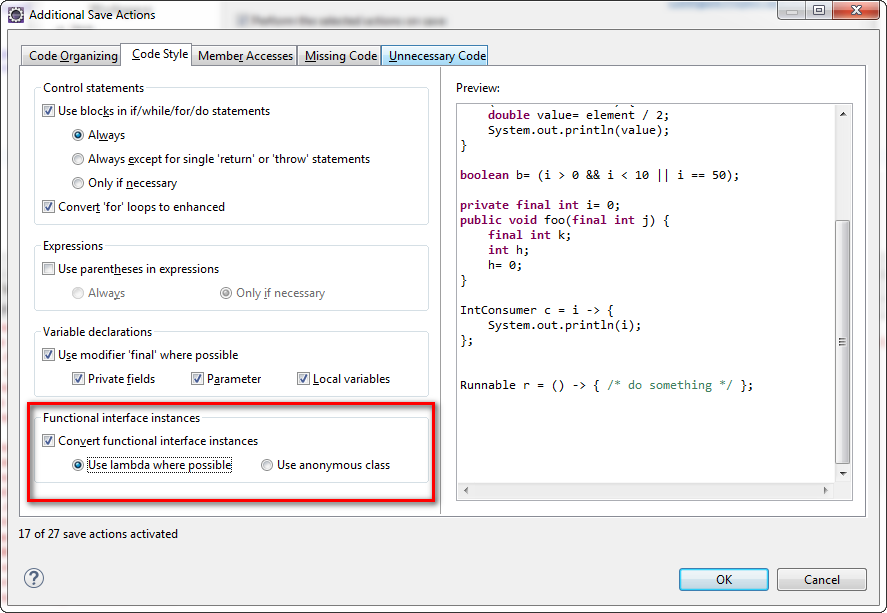 Additional Save Actions
Code Organizing
Code Style
Member Accesses
Missing Code
Unnecessary Code
Control statements
Use blocks in if/while/for/do statements
Always
Always except for single 'return' or 'throw' statements
Only if necessary
Convert 'for' loops to enhanced
Expressions
Use parentheses in expressions
Always
Only if necessary
Variable declarations
Use modifier 'final' where possible
Private fields
Parameter
Local variables
Functional interface instances
Convert functional interface instances
Use lambda where possible
Use anonymous class
Preview:
double value= element / 2;
System.out.println(value);
}
boolean b= (i > 0 && i < 10 || i == 50);
private final int i= 0;
public void foo(final int j) {
final int k;
int h;
h= 0;
}
IntConsumer c = i -> {
System.out.println(i);
};
Runnable r = () -> { /* do something */ };
17 of 27 save actions activated
?
OK
Cancel